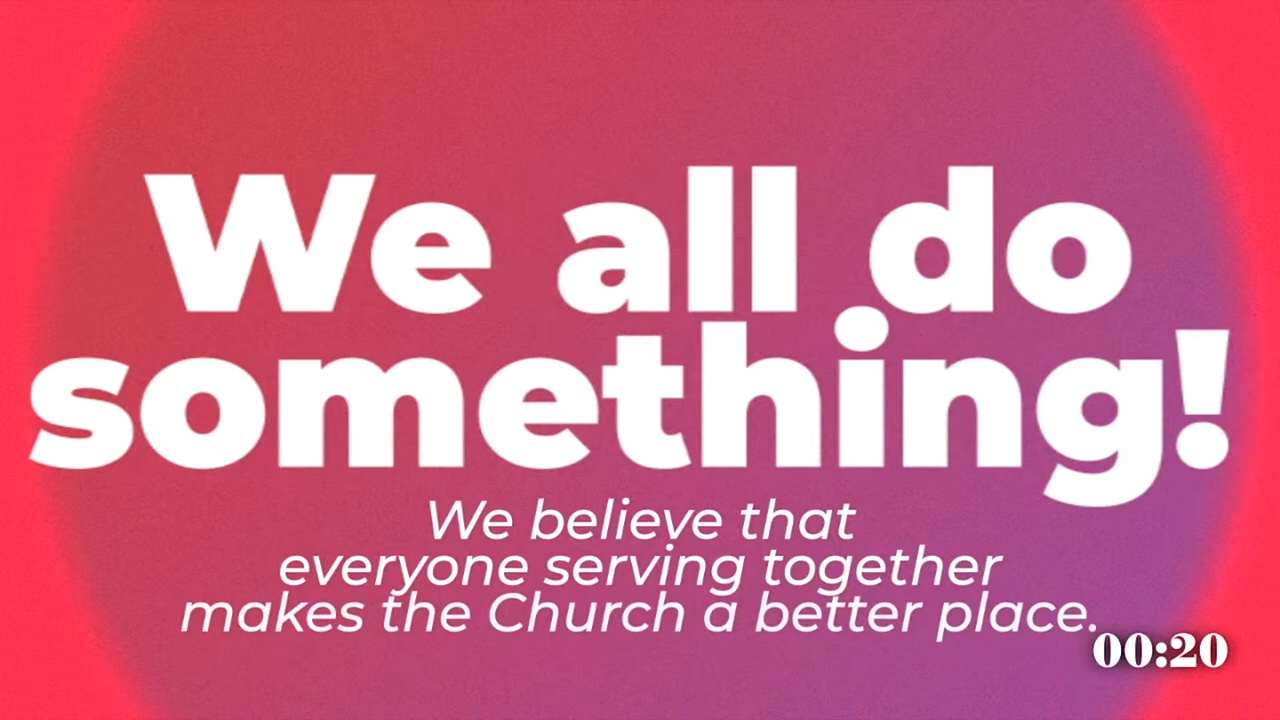 We all do
something!
We believe that
everyone serving together
makes the Church a better place.
00:20